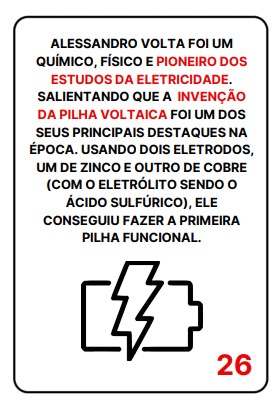 ALESSANDRO VOLTA FOI UM
QUÍMICO, FÍSICO E PIONEIRO DOS
ESTUDOS DA ELETRICIDADE.
SALIENTANDO QUE A INVENÇÃO
DA PILHA VOLTAICA FOI UM DOS
SEUS PRINCIPAIS DESTAQUES NA
ÉPOCA. USANDO DOIS ELETRODOS,
UM DE ZINCO E OUTRO DE COBRE
(COM O ELETRÓLITO SENDO O
ÁCIDO SULFÚRICO), ELE
CONSEGUIU FAZER A PRIMEIRA
PILHA FUNCIONAL.
26